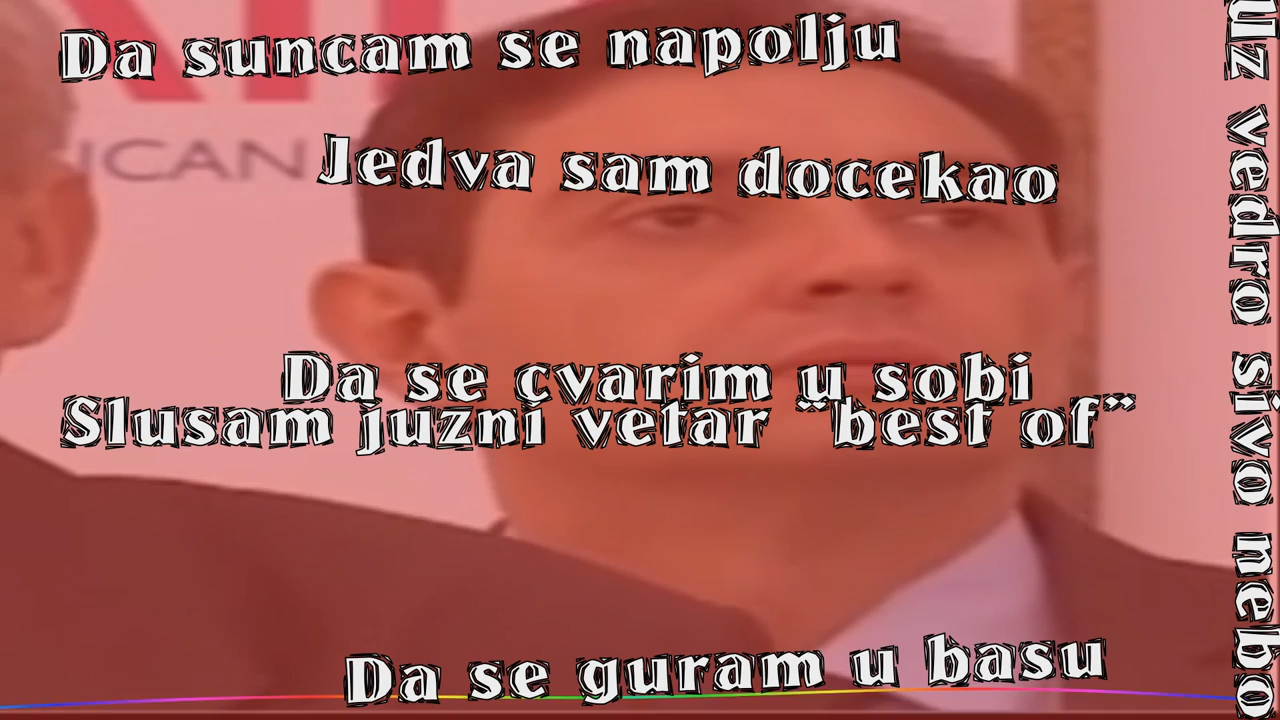 Da suncam se napolju
ICAN
Jedva sam docekao
Da se cvarim u sobi
Slusam juzni vetar "best of"
Da se guram u basu
uz vedro sivo nebo